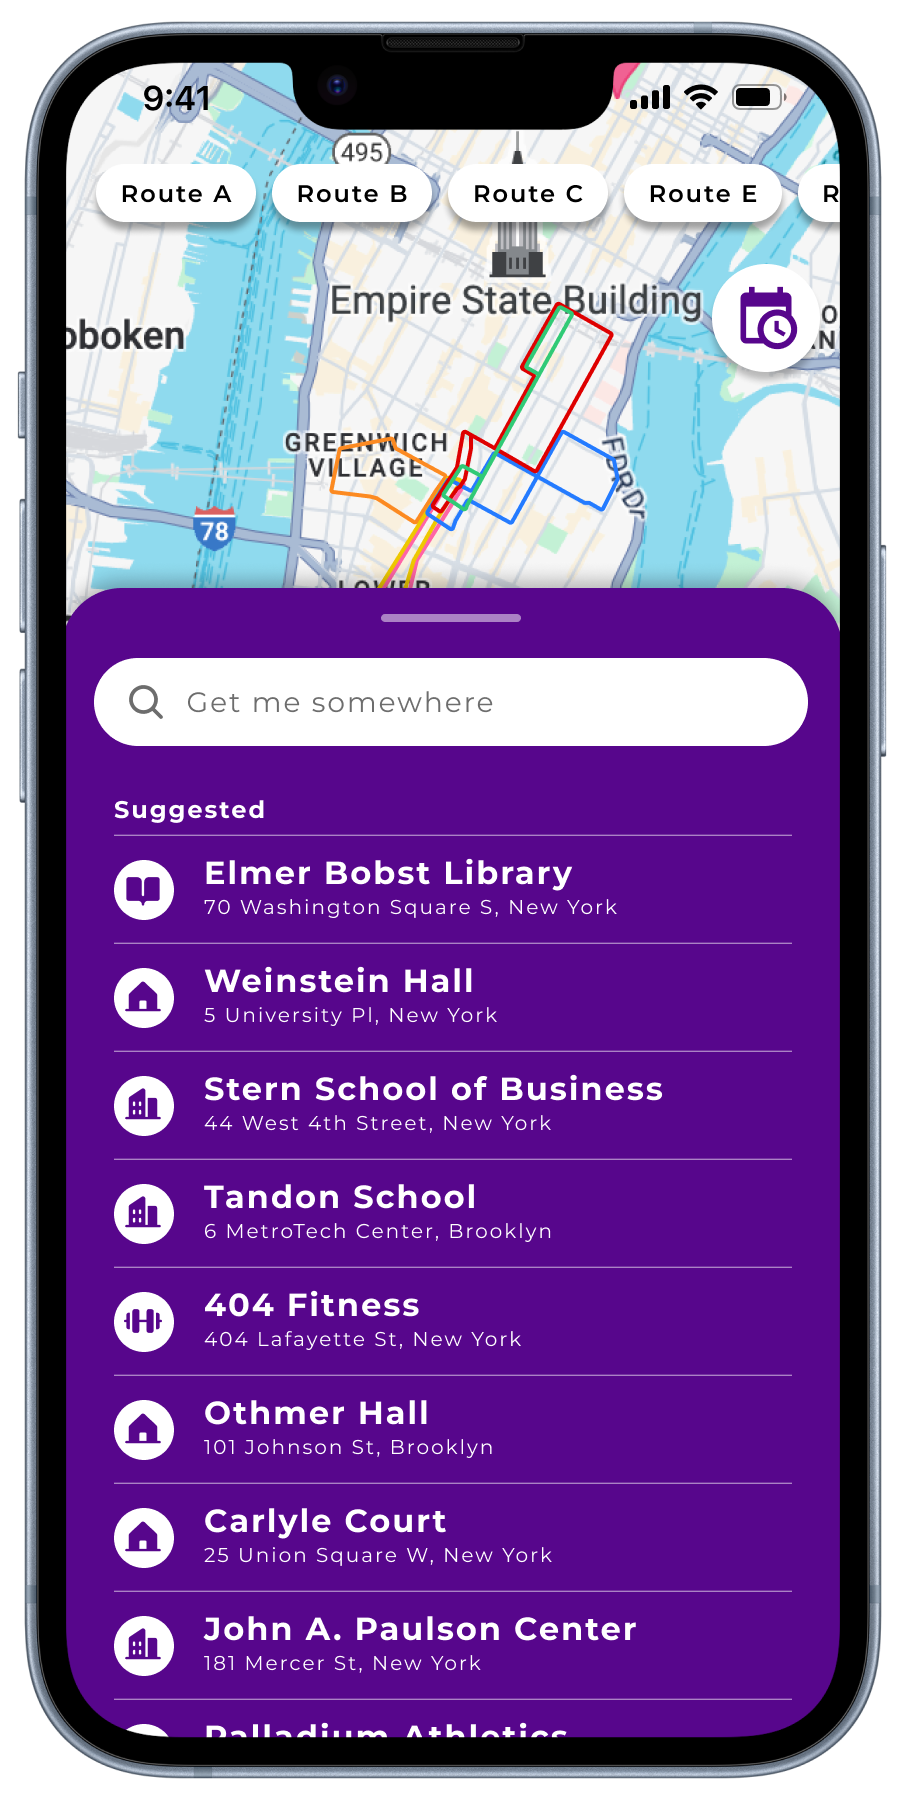 9:41
495
Route A
Route B
Route C
Route E
R
Empire State Building
oboken
GREENWICH
VILLAGE
FDR Dr
78
LOWER
Get me somewhere
Suggested
Elmer Bobst Library
70 Washington Square S, New York
Weinstein Hall
5 University Pl, New York
Stern School of Business
44 West 4th Street, New York
Tandon School
6 MetroTech Center, Brooklyn
404 Fitness
404 Lafayette St, New York
Othmer Hall
101 Johnson St, Brooklyn
Carlyle Court
25 Union Square W, New York
John A. Paulson Center
181 Mercer St, New York
Palladium Athletics